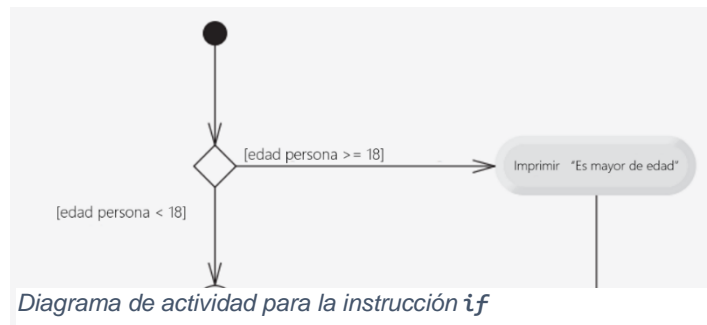 [edad persona >= 18]
Imprimir "Es mayor de edad"
[edad persona < 18]
Diagrama de actividad para la instrucción if